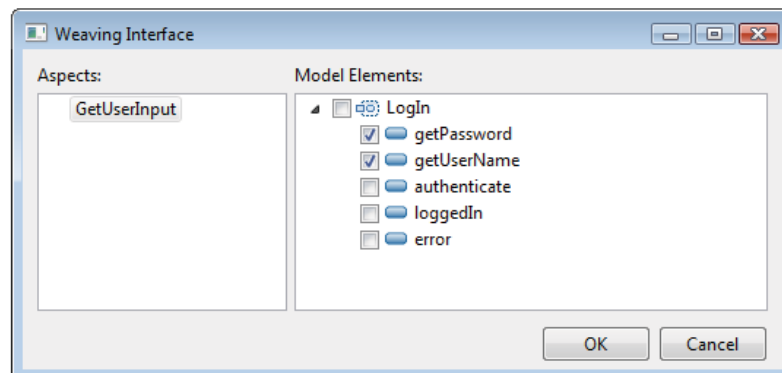 Weaving Interface
Aspects:
Model Elements:
GetUserInput
LogIn
getPassword
getUserName
authenticate
loggedIn
error
OK
Cancel